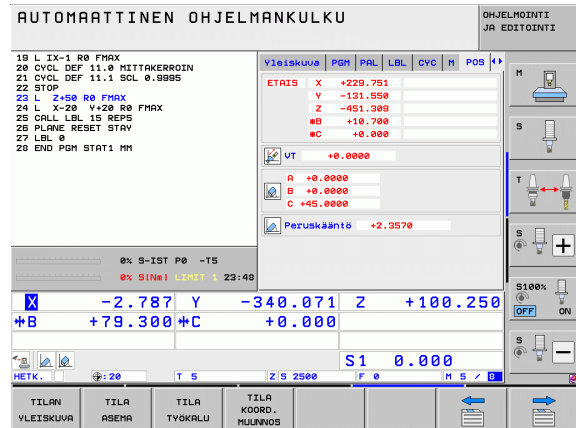 AUTOMAATTINEN OHJELMANKULKU
OHJELMOINTI
JA EDITOINTI
19 L IX-1 R0 FMAX
20 CYCL DEF 11.0 MITTAKERROIN
21 CYCL DEF 11.1 SCL 0.9995
22 STOP
23 L Z+50 R0 FMAX
24 L X-20 Y+20 R0 FMAX
25 CALL LBL 15 REP5
26 PLANE RESET STAY
27 LBL 0
28 END PGM STAT1 MM
Yleiskuva PGM PAL LBL CYC M POS
ETAIS X +229.751
Y -131.550
Z -451.309
*B +10.700
*C +0.000
VT +0.0000
A +0.0000
B +0.0000
C +45.0000
Peruskääntö +2.3570
0% S-IST P0 -T5
0% S[Nm] LIMIT 1 23:48
X -2.787 Y -340.071 Z +100.250
*B +79.300 *C +0.000
S1 0.000
HETK. :20 T 5 Z S 2500 F 0 M 5 / 8
M
S
T
S
S100%
OFF ON
S
TILAN
YLEISKUVA
TILA
ASEMA
TILA
TYÖKALU
TILA
KOORD.
MUUNNOS